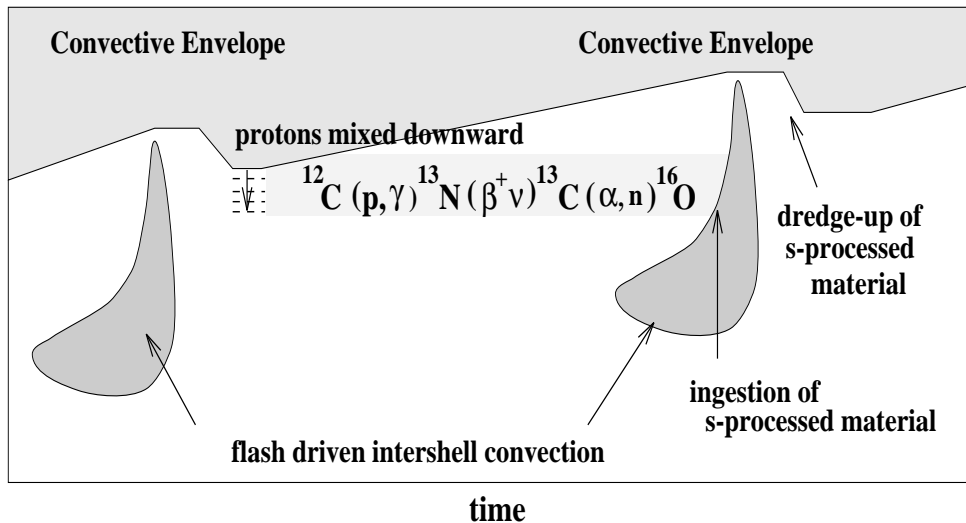 Convective Envelope
Convective Envelope
protons mixed downward
¹²C (p,γ) ¹³N (β⁺ν) ¹³C (α,n) ¹⁶O
dredge-up of
s-processed
material
ingestion of
s-processed material
flash driven intershell convection
time